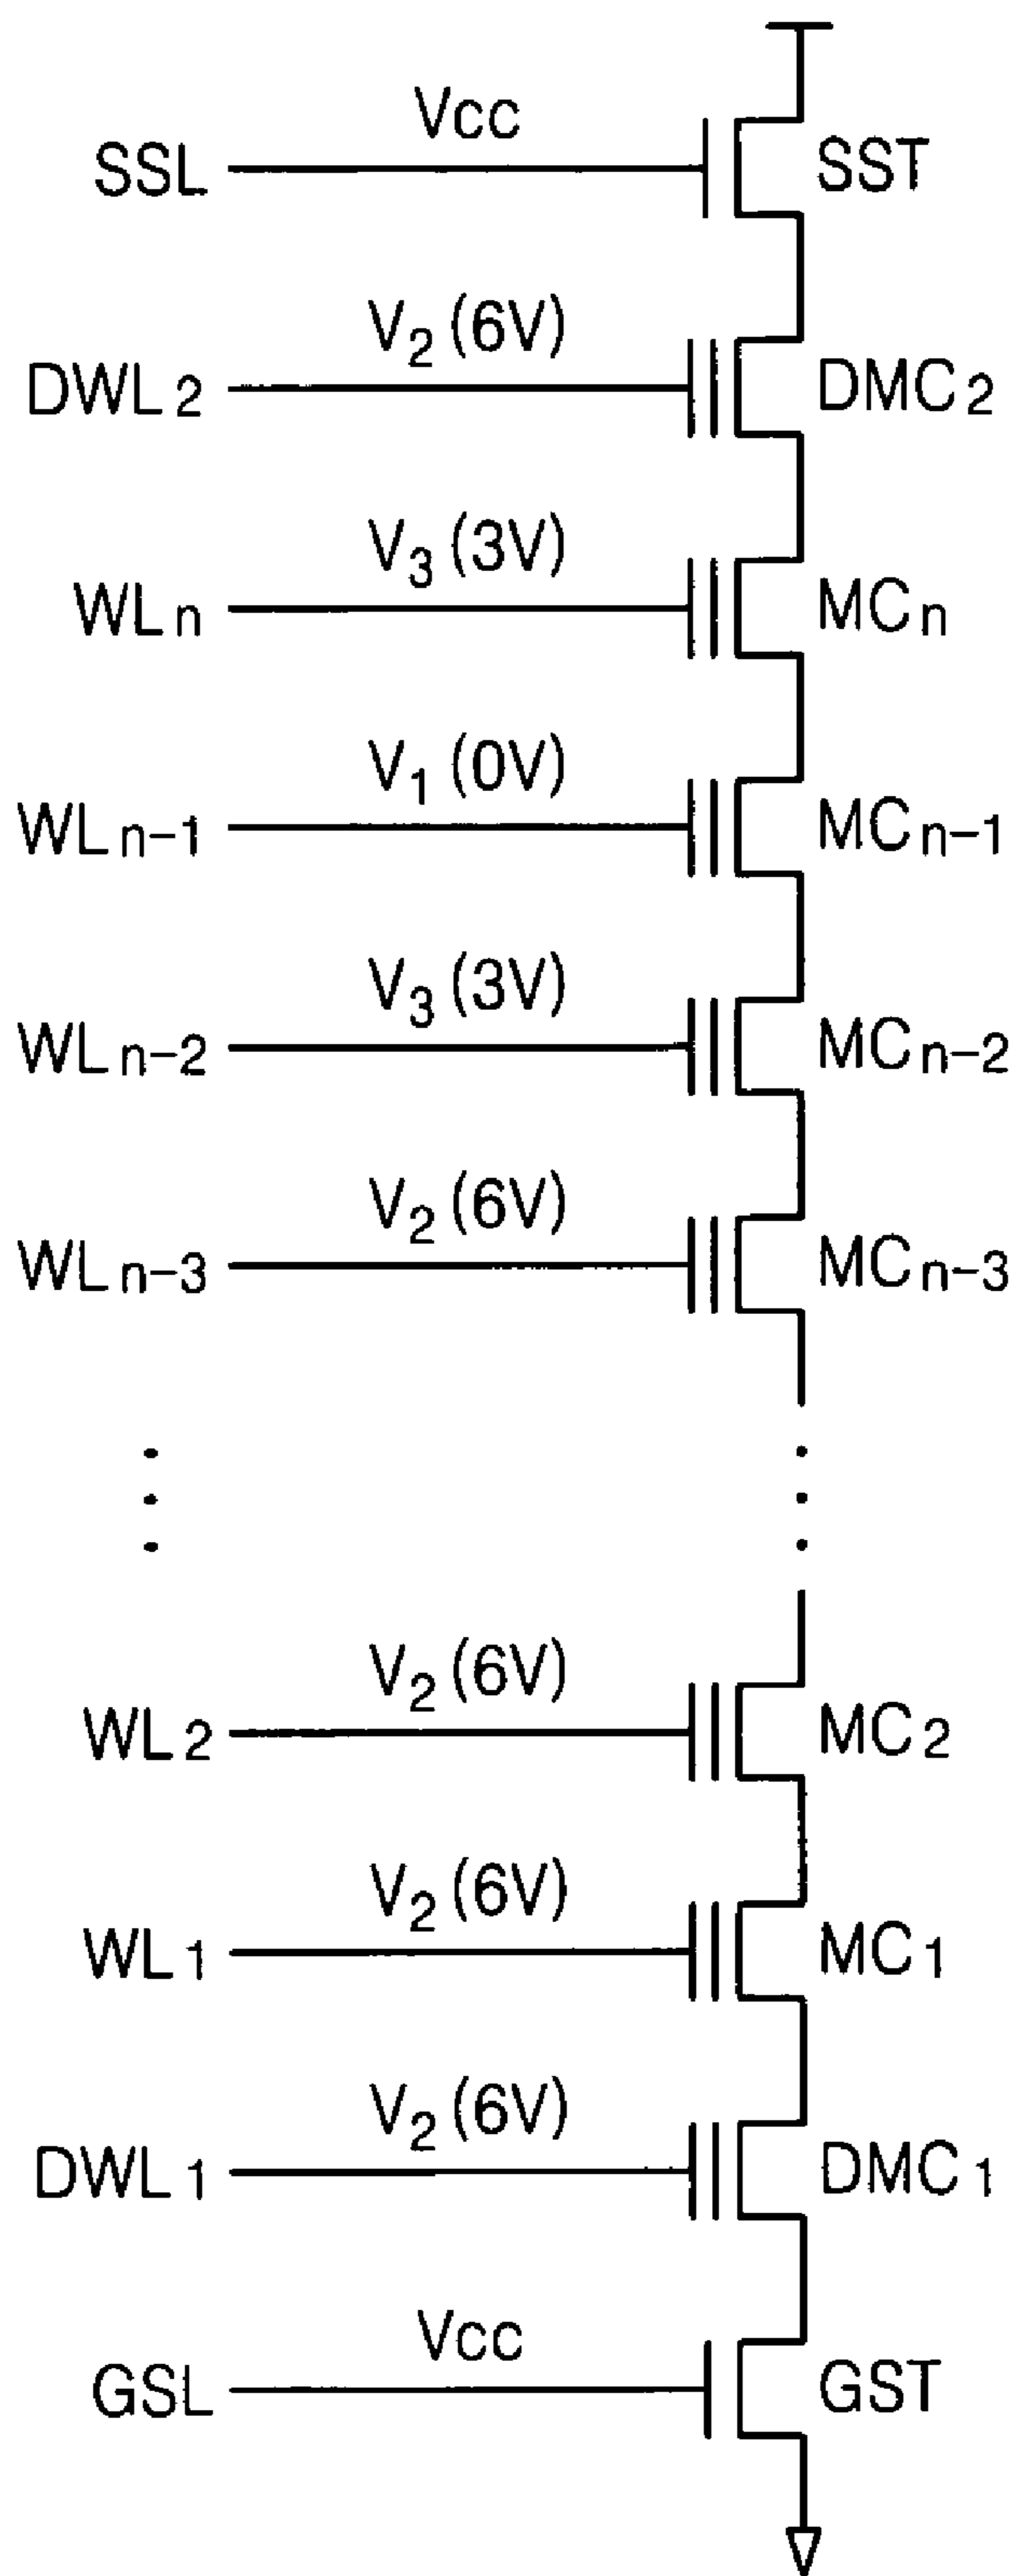 Vcc
SSL SST
V2 (6V)
DWL2 DMC2
V3 (3V)
WLn MCn
V1 (0V)
WLn-1 MCn-1
V3 (3V)
WLn-2 MCn-2
V2 (6V)
WLn-3 MCn-3
V2 (6V)
WL2 MC2
V2 (6V)
WL1 MC1
V2 (6V)
DWL1 DMC1
Vcc
GSL GST